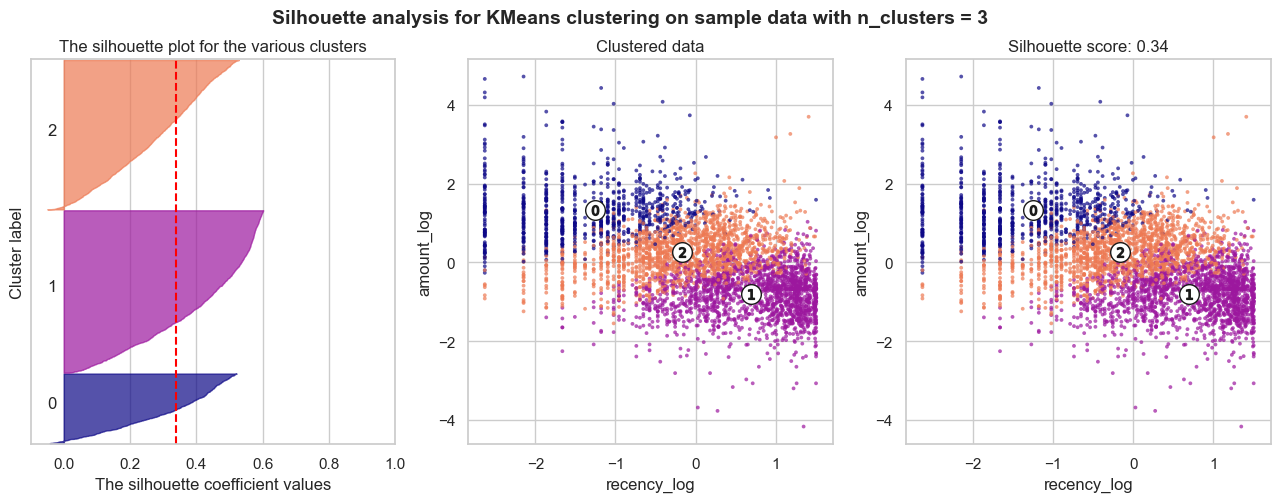 Silhouette analysis for KMeans clustering on sample data with n_clusters = 3
The silhouette plot for the various clusters
Cluster label
2
1
0
0.0 0.2 0.4 0.6 0.8 1.0
The silhouette coefficient values
Clustered data
amount_log
4
2
0
−2
−4
0
2
1
−2 −1 0 1
recency_log
Silhouette score: 0.34
amount_log
4
2
0
−2
−4
0
2
1
−2 −1 0 1
recency_log